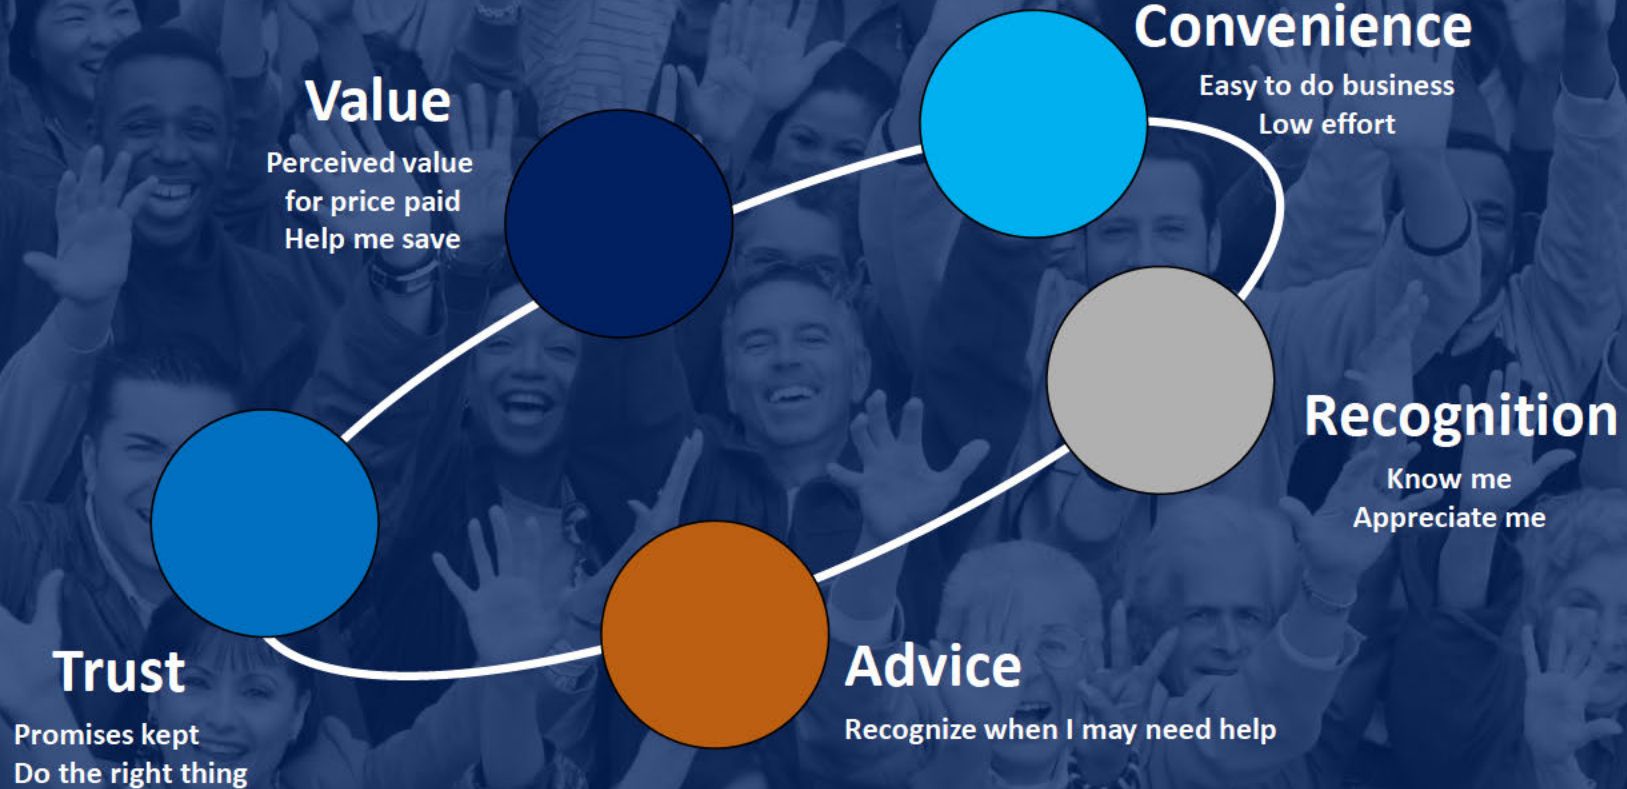 Value
Perceived value
for price paid
Help me save
Convenience
Easy to do business
Low effort
Recognition
Know me
Appreciate me
Advice
Recognize when I may need help
Trust
Promises kept
Do the right thing